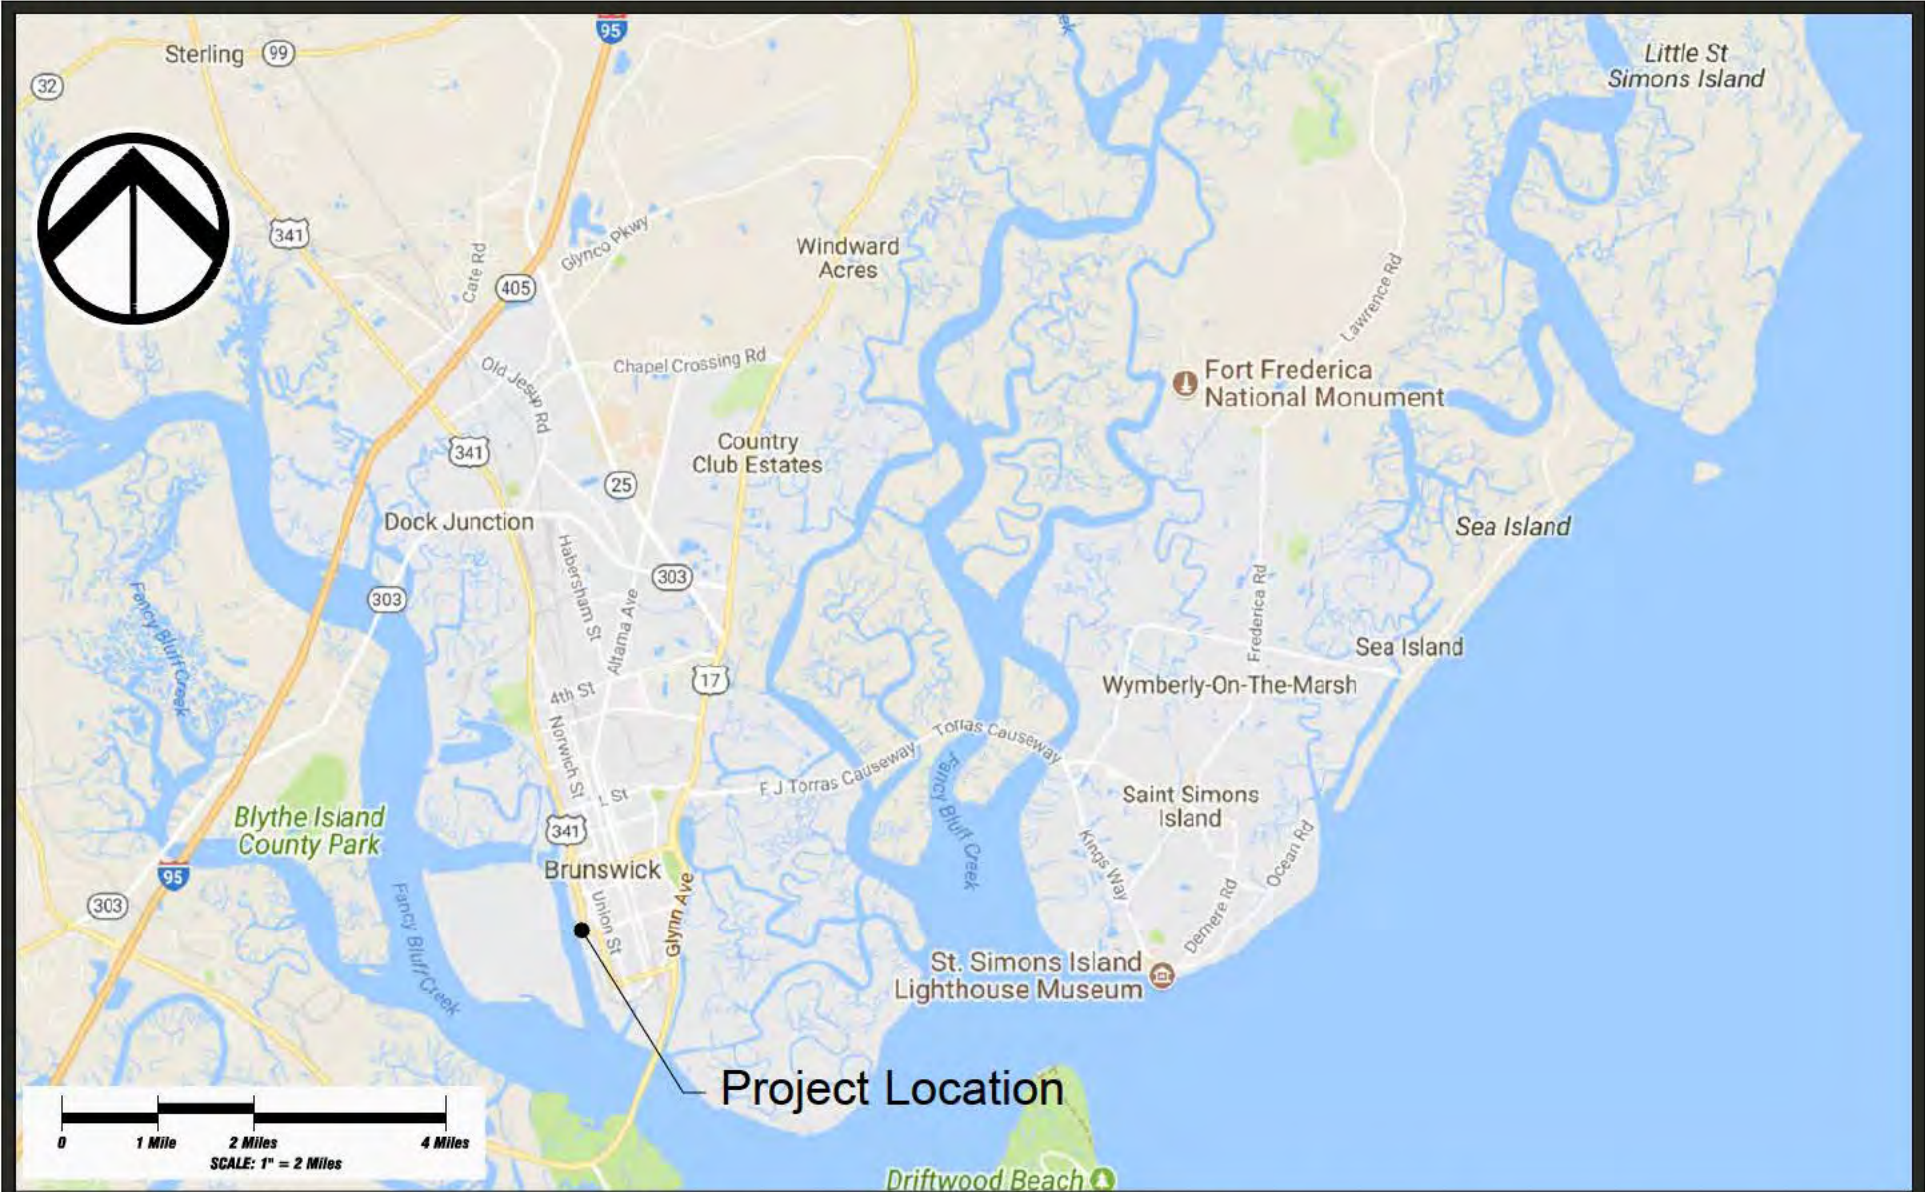 95
Sterling
99
32
Little St
Simons Island
341
Cate Rd
Glynco Pkwy
Windward
Acres
405
Lawrence Rd
Old Jesup Rd
Chapel Crossing Rd
Fort Frederica
National Monument
341
Country
Club Estates
25
Dock Junction
Sea Island
Habersham St
303
303
Altama Ave
Frederica Rd
Fancy Bluff Creek
Sea Island
17
Wymberly-On-The-Marsh
4th St
Norwich St
Torras Causeway
F J Torras Causeway
L St
Fancy Bluff Creek
Saint Simons
Island
Blythe Island
County Park
341
Kings Way
Ocean Rd
Brunswick
95
303
Fancy Bluff Creek
Union St
Glynn Ave
Demere Rd
St. Simons Island
Lighthouse Museum
Project Location
0 1 Mile 2 Miles 4 Miles
SCALE: 1" = 2 Miles
Driftwood Beach